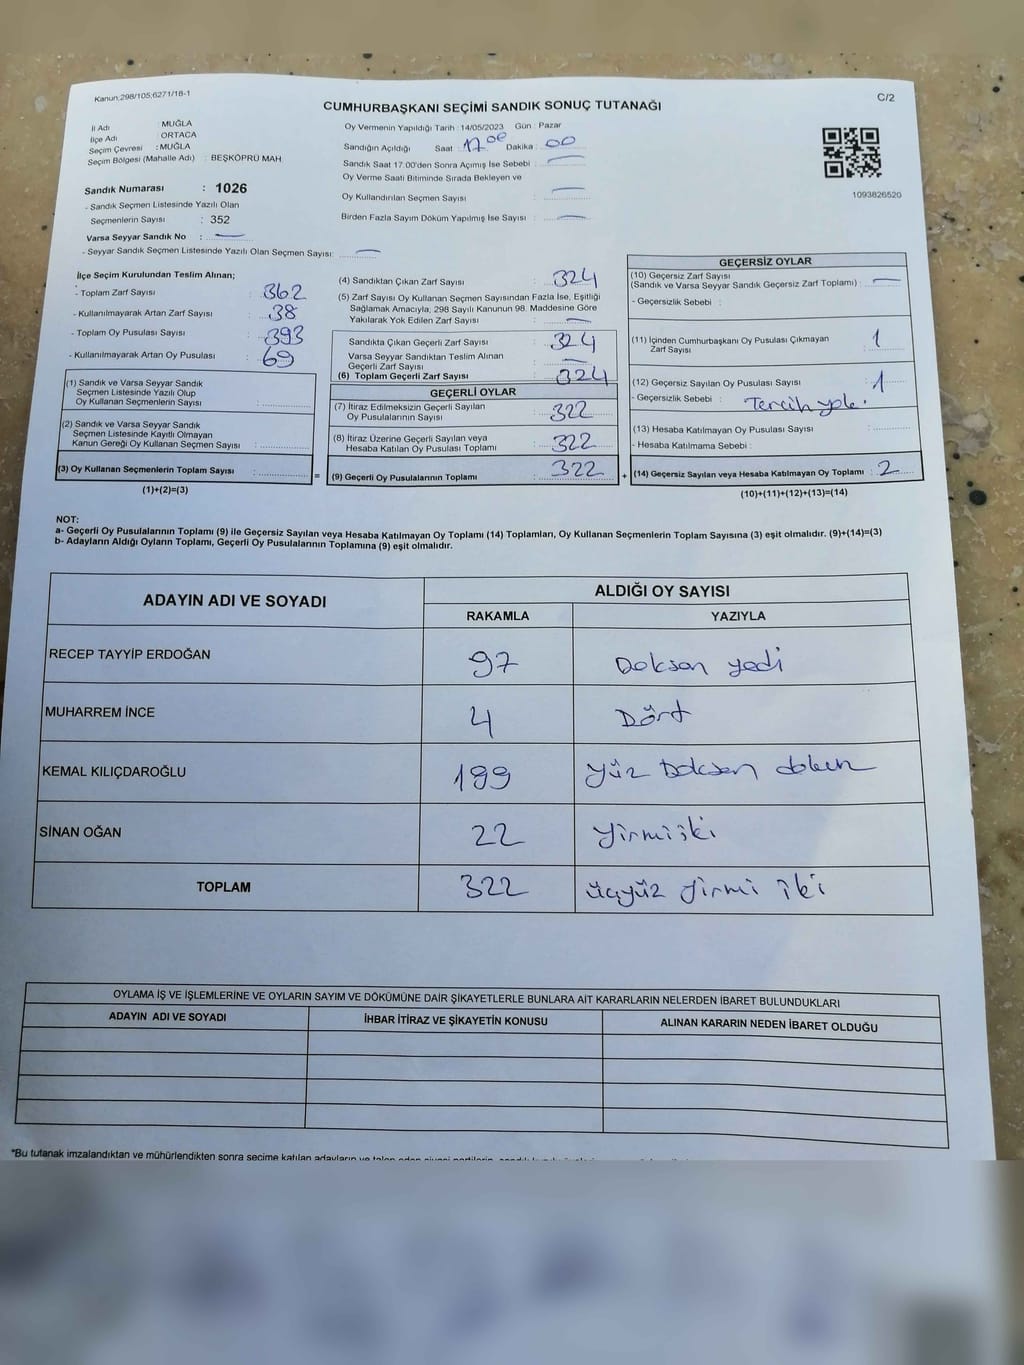 Kanun:298/105;6271/18-1
C/2
CUMHURBAŞKANI SEÇİMİ SANDIK SONUÇ TUTANAĞI
İl Adı : MUĞLA
İlçe Adı : ORTACA
Seçim Çevresi : MUĞLA
Seçim Bölgesi (Mahalle Adı) : BEŞKÖPRÜ MAH
Sandık Numarası : 1026
- Sandık Seçmen Listesinde Yazılı Olan
Seçmenlerin Sayısı : 352
Varsa Seyyar Sandık No : —
- Seyyar Sandık Seçmen Listesinde Yazılı Olan Seçmen Sayısı: —
Oy Vermenin Yapıldığı Tarih : 14/05/2023 Gün : Pazar
Sandığın Açıldığı Saat : 17.00 Dakika : 00
Sandık Saat 17:00'den Sonra Açımış İse Sebebi : —
Oy Verme Saati Bitiminde Sırada Bekleyen ve
Oy Kullandırılan Seçmen Sayısı : —
Birden Fazla Sayım Döküm Yapılmış İse Sayısı : —
1093826520
İlçe Seçim Kurulundan Teslim Alınan;
- Toplam Zarf Sayısı : 362
- Kullanılmayarak Artan Zarf Sayısı : 38
- Toplam Oy Pusulası Sayısı : 393
- Kullanılmayarak Artan Oy Pusulası : 69
(1) Sandık ve Varsa Seyyar Sandık
Seçmen Listesinde Yazılı Olup
Oy Kullanan Seçmenlerin Sayısı :
(2) Sandık ve Varsa Seyyar Sandık
Seçmen Listesinde Kayıtlı Olmayan
Kanun Gereği Oy Kullanan Seçmen Sayısı :
(3) Oy Kullanan Seçmenlerin Toplam Sayısı :
(1)+(2)=(3)
(4) Sandıktan Çıkan Zarf Sayısı : 324
(5) Zarf Sayısı Oy Kullanan Seçmen Sayısından Fazla İse, Eşitliği
Sağlamak Amacıyla; 298 Sayılı Kanunun 98. Maddesine Göre
Yakılarak Yok Edilen Zarf Sayısı : —
Sandıkta Çıkan Geçerli Zarf Sayısı : 324
Varsa Seyyar Sandıktan Teslim Alınan
Geçerli Zarf Sayısı : —
(6) Toplam Geçerli Zarf Sayısı : 324
GEÇERLİ OYLAR
(7) İtiraz Edilmeksizin Geçerli Sayılan
Oy Pusulalarının Sayısı : 322
(8) İtiraz Üzerine Geçerli Sayılan veya
Hesaba Katılan Oy Pusulası Toplamı : 322
= (9) Geçerli Oy Pusulalarının Toplamı : 322 +
GEÇERSİZ OYLAR
(10) Geçersiz Zarf Sayısı
(Sandık ve Varsa Seyyar Sandık Geçersiz Zarf Toplamı) : —
- Geçersizlik Sebebi :
(11) İçinden Cumhurbaşkanı Oy Pusulası Çıkmayan
Zarf Sayısı : 1
(12) Geçersiz Sayılan Oy Pusulası Sayısı : 1
- Geçersizlik Sebebi : Tercih yok.
(13) Hesaba Katılmayan Oy Pusulası Sayısı :
- Hesaba Katılmama Sebebi :
(14) Geçersiz Sayılan veya Hesaba Katılmayan Oy Toplamı : 2
(10)+(11)+(12)+(13)=(14)
NOT:
a- Geçerli Oy Pusulalarının Toplamı (9) ile Geçersiz Sayılan veya Hesaba Katılmayan Oy Toplamı (14) Toplamları, Oy Kullanan Seçmenlerin Toplam Sayısına (3) eşit olmalıdır. (9)+(14)=(3)
b- Adayların Aldığı Oyların Toplamı, Geçerli Oy Pusulalarının Toplamına (9) eşit olmalıdır.
ADAYIN ADI VE SOYADI
ALDIĞI OY SAYISI
RAKAMLA YAZIYLA
RECEP TAYYİP ERDOĞAN 97 Doksan yedi
MUHARREM İNCE 4 Dört
KEMAL KILIÇDAROĞLU 199 yüz Doksan dokuz
SİNAN OĞAN 22 yirmiiki
TOPLAM 322 üçyüz yirmi iki
OYLAMA İŞ VE İŞLEMLERİNE VE OYLARIN SAYIM VE DÖKÜMÜNE DAİR ŞİKAYETLERLE BUNLARA AİT KARARLARIN NELERDEN İBARET BULUNDUKLARI
ADAYIN ADI VE SOYADI İHBAR İTİRAZ VE ŞİKAYETİN KONUSU ALINAN KARARIN NEDEN İBARET OLDUĞU
*Bu tutanak imzalandıktan ve mühürlendikten sonra seçime katılan adayların ve